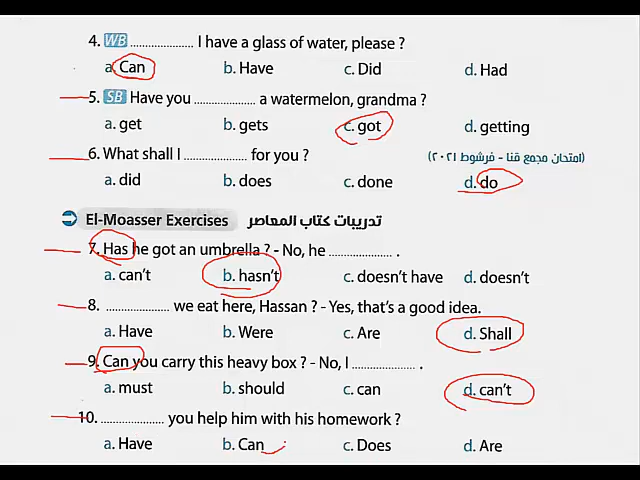 4. WB ..................... I have a glass of water, please ?
a. Can b. Have c. Did d. Had
5. SB Have you .................... a watermelon, grandma ?
a. get b. gets c. got d. getting
6. What shall I ..................... for you ? (امتحان مجمع قنا - فرشوط ٢٠٢١)
a. did b. does c. done d. do
El-Moasser Exercises تدريبات كتاب المعاصر
7. Has he got an umbrella ? - No, he ..................... .
a. can't b. hasn't c. doesn't have d. doesn't
8. ..................... we eat here, Hassan ? - Yes, that's a good idea.
a. Have b. Were c. Are d. Shall
9. Can you carry this heavy box ? - No, I ..................... .
a. must b. should c. can d. can't
10. ..................... you help him with his homework ?
a. Have b. Can c. Does d. Are